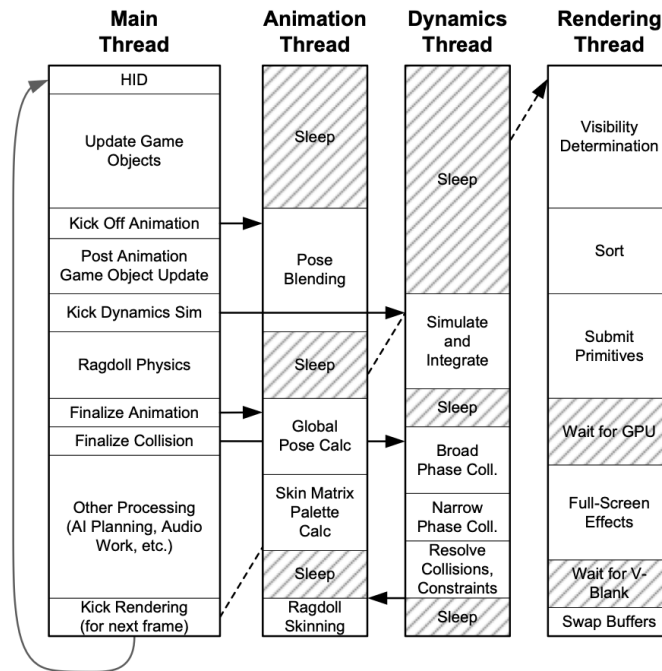 Main
Thread
Animation
Thread
Dynamics
Thread
Rendering
Thread
HID
Update Game
Objects
Kick Off Animation
Post Animation
Game Object Update
Kick Dynamics Sim
Ragdoll Physics
Finalize Animation
Finalize Collision
Other Processing
(AI Planning, Audio
Work, etc.)
Kick Rendering
(for next frame)
Sleep
Pose
Blending
Sleep
Global
Pose Calc
Skin Matrix
Palette
Calc
Sleep
Ragdoll
Skinning
Sleep
Simulate
and
Integrate
Sleep
Broad
Phase Coll.
Narrow
Phase Coll.
Resolve
Collisions,
Constraints
Sleep
Visibility
Determination
Sort
Submit
Primitives
Wait for GPU
Full-Screen
Effects
Wait for V-
Blank
Swap Buffers